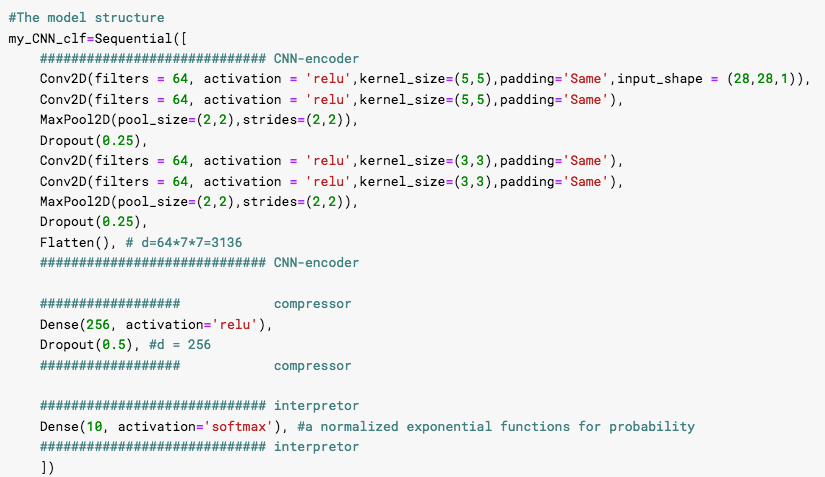 #The model structure
my_CNN_clf=Sequential([
    ############################# CNN-encoder
    Conv2D(filters = 64, activation = 'relu',kernel_size=(5,5),padding='Same',input_shape = (28,28,1)),
    Conv2D(filters = 64, activation = 'relu',kernel_size=(5,5),padding='Same'),
    MaxPool2D(pool_size=(2,2),strides=(2,2)),
    Dropout(0.25),
    Conv2D(filters = 64, activation = 'relu',kernel_size=(3,3),padding='Same'),
    Conv2D(filters = 64, activation = 'relu',kernel_size=(3,3),padding='Same'),
    MaxPool2D(pool_size=(2,2),strides=(2,2)),
    Dropout(0.25),
    Flatten(), # d=64*7*7=3136
    ############################# CNN-encoder
    ##################            compressor
    Dense(256, activation='relu'),
    Dropout(0.5), #d = 256
    ##################            compressor
    ############################# interpretor
    Dense(10, activation='softmax'), #a normalized exponential functions for probability
    ############################# interpretor
    ])